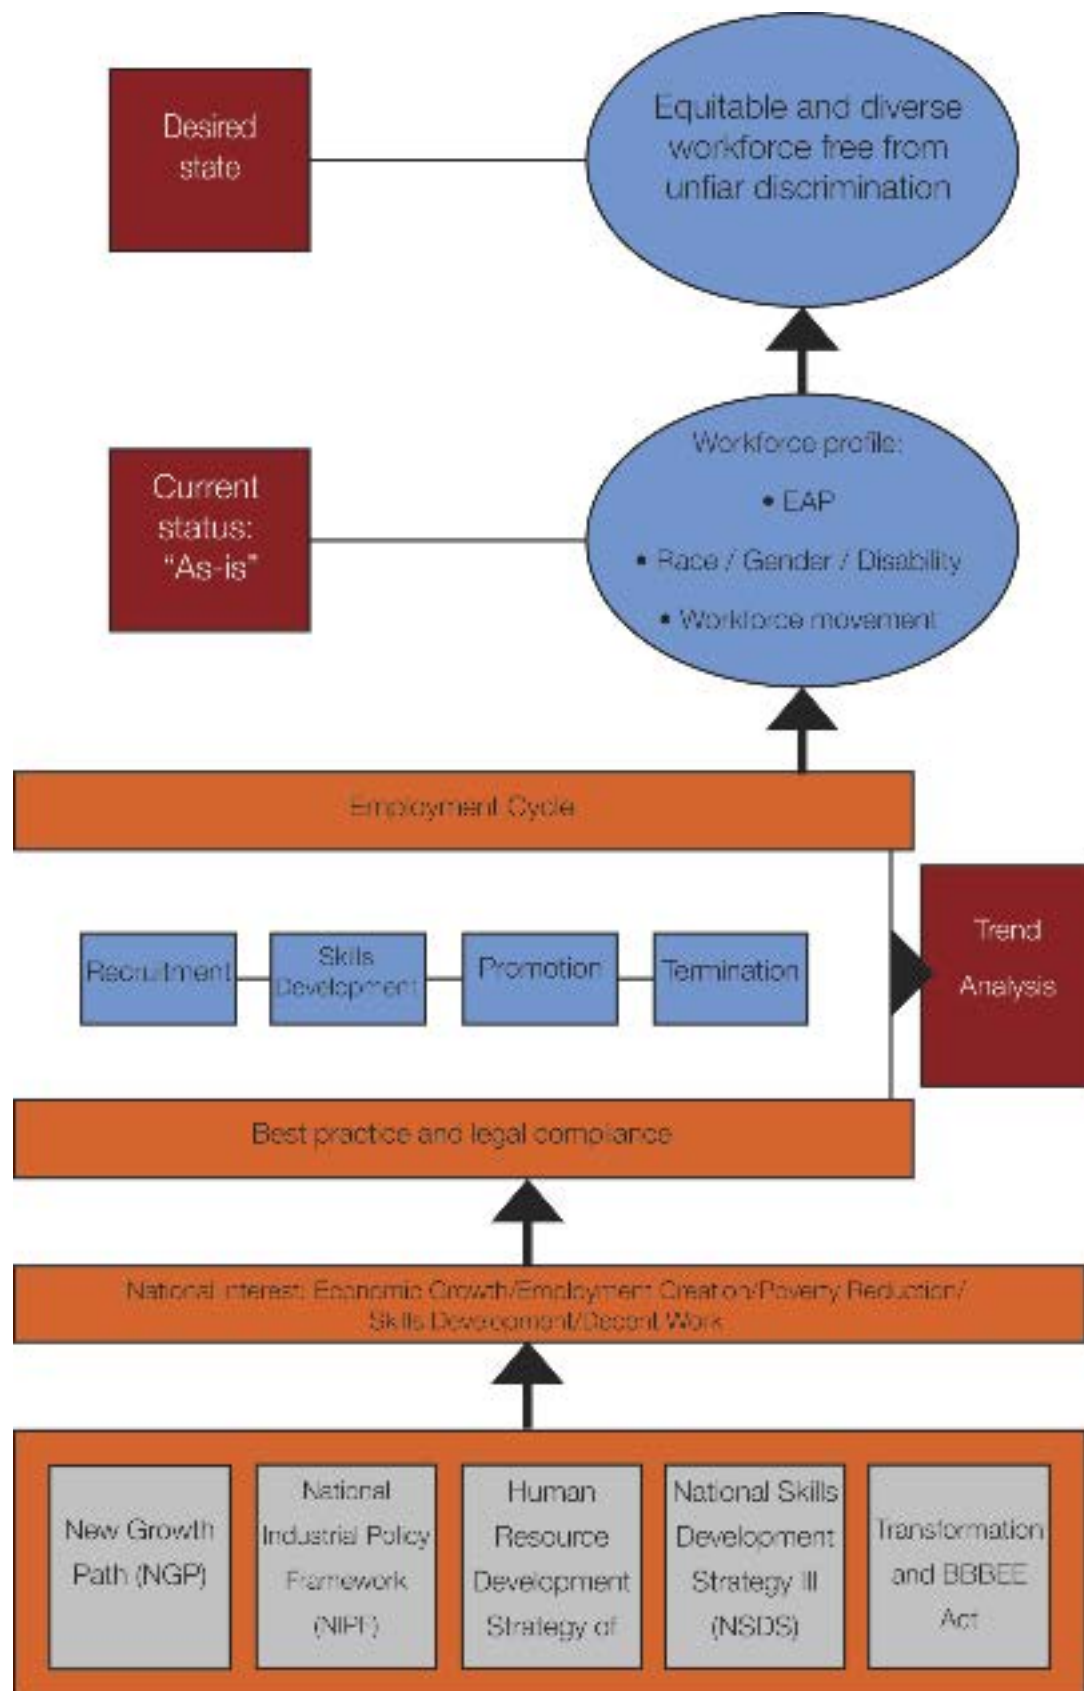 Desired
state
Equitable and diverse
workforce free from
unfiar discrimination
Current
status:
“As-is”
Workforce profile:
• EAP
• Race / Gender / Disability
• Workforce movement
Employment Cycle
Recruitment
Skills
Development
Promotion
Termination
Trend
Analysis
Best practice and legal compliance
National interest: Economic Growth/Employment Creation/Poverty Reduction/
Skills Development/Decent Work
New Growth
Path (NGP)
National
Industrial Policy
Framework
(NIPF)
Human
Resource
Development
Strategy of
National Skills
Development
Strategy III
(NSDS)
Transformation
and BBBEE
Act